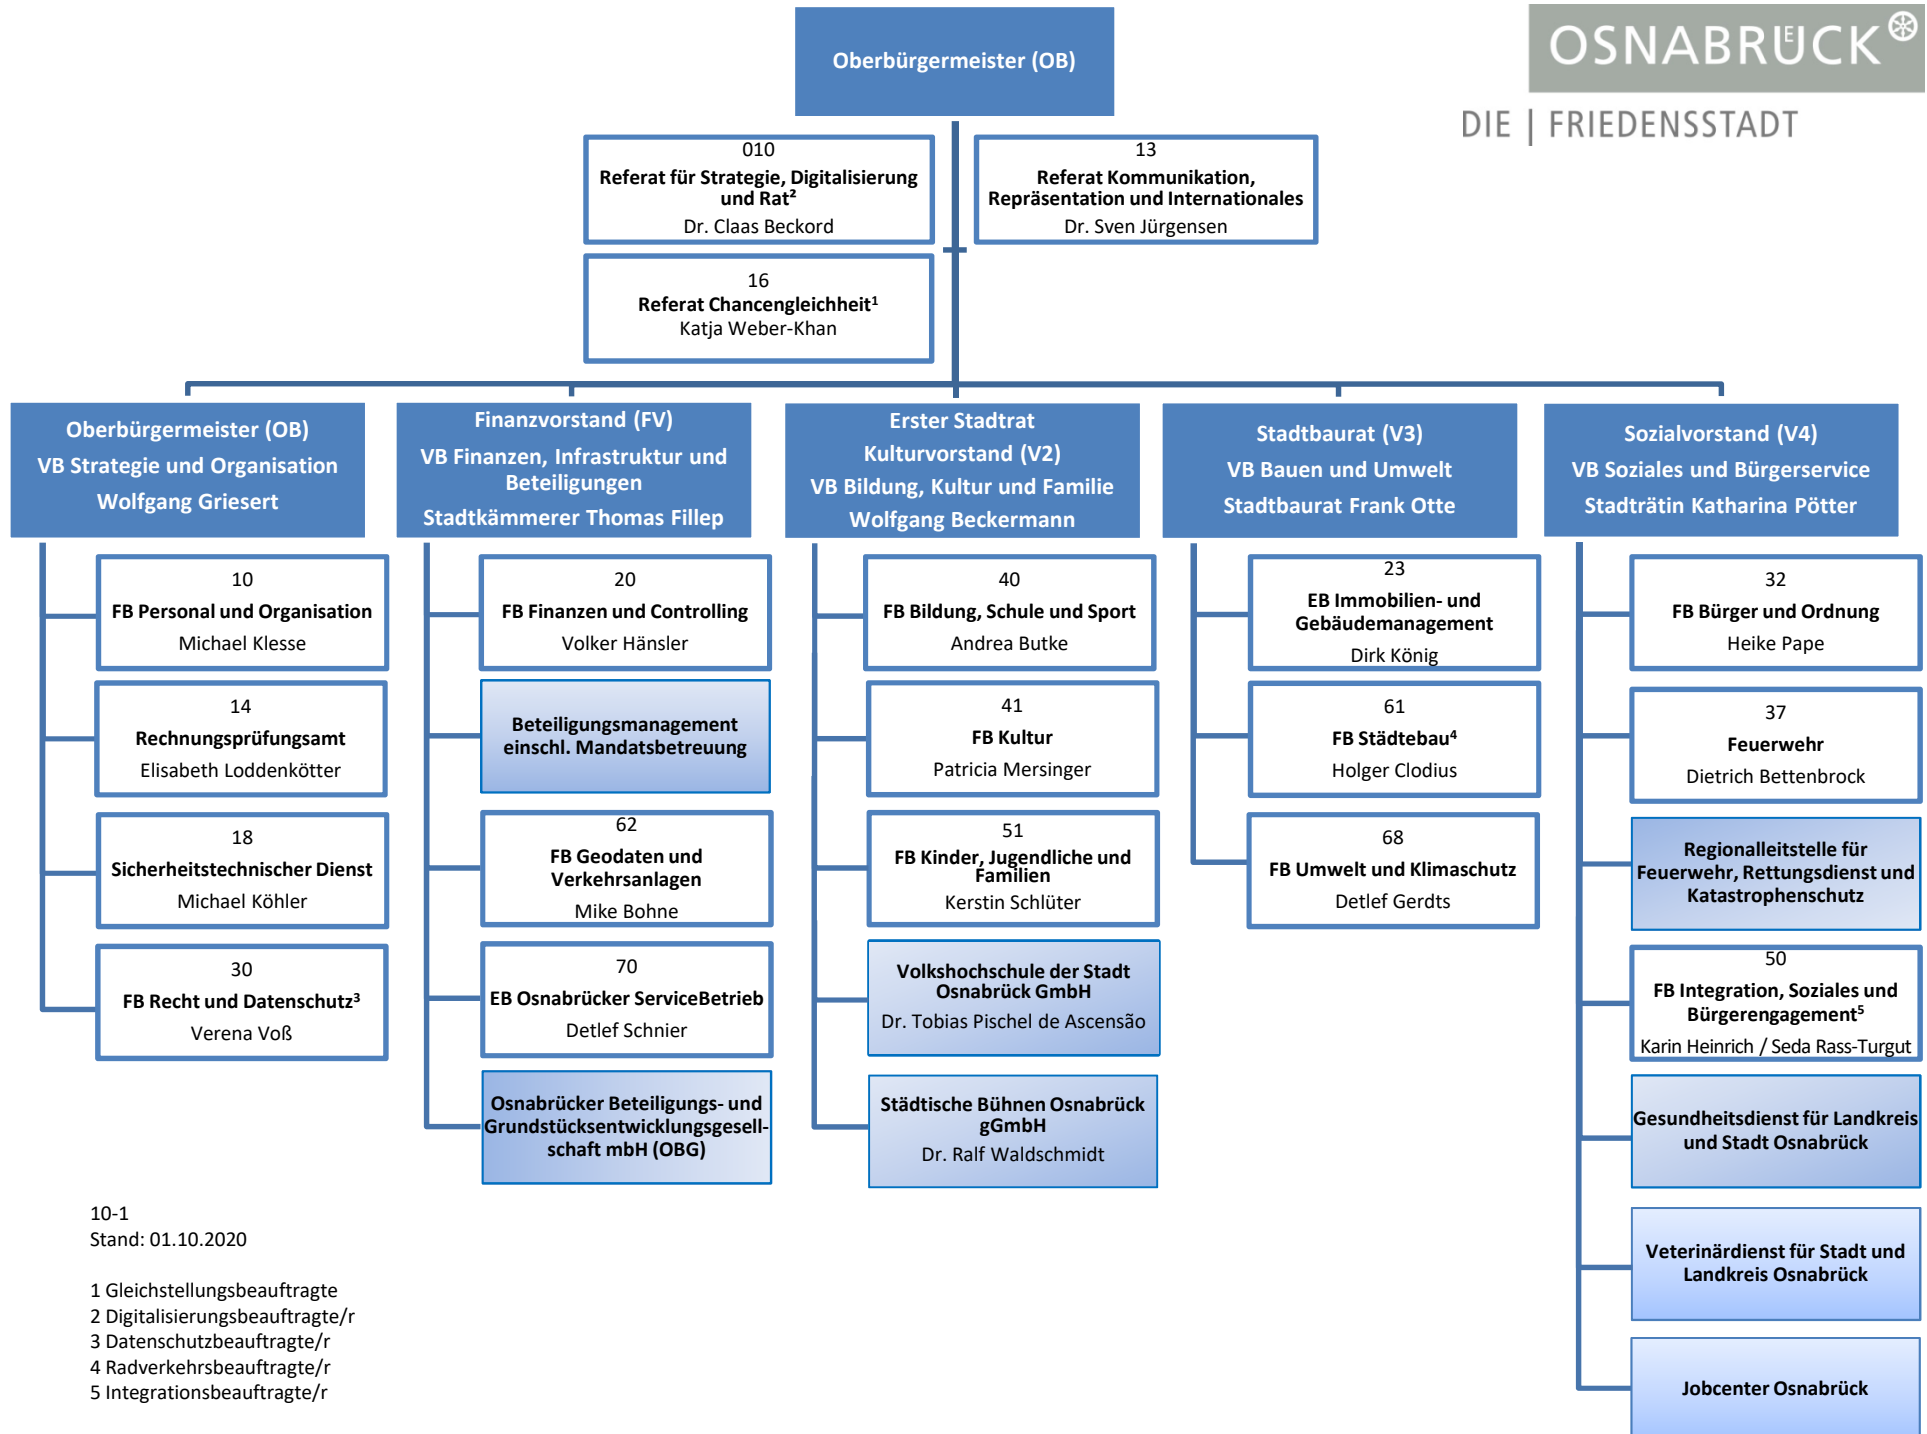 Oberbürgermeister (OB)
OSNABRÜCK
DIE | FRIEDENSSTADT
010
Referat für Strategie, Digitalisierung
und Rat²
Dr. Claas Beckord
13
Referat Kommunikation,
Repräsentation und Internationales
Dr. Sven Jürgensen
16
Referat Chancengleichheit¹
Katja Weber-Khan
Oberbürgermeister (OB)
VB Strategie und Organisation
Wolfgang Griesert
10
FB Personal und Organisation
Michael Klesse
14
Rechnungsprüfungsamt
Elisabeth Loddenkötter
18
Sicherheitstechnischer Dienst
Michael Köhler
30
FB Recht und Datenschutz³
Verena Voß
Finanzvorstand (FV)
VB Finanzen, Infrastruktur und
Beteiligungen
Stadtkämmerer Thomas Fillep
20
FB Finanzen und Controlling
Volker Hänsler
Beteiligungsmanagement
einschl. Mandatsbetreuung
62
FB Geodaten und
Verkehrsanlagen
Mike Bohne
70
EB Osnabrücker ServiceBetrieb
Detlef Schnier
Osnabrücker Beteiligungs- und
Grundstücksentwicklungsgesell-
schaft mbH (OBG)
Erster Stadtrat
Kulturvorstand (V2)
VB Bildung, Kultur und Familie
Wolfgang Beckermann
40
FB Bildung, Schule und Sport
Andrea Butke
41
FB Kultur
Patricia Mersinger
51
FB Kinder, Jugendliche und
Familien
Kerstin Schlüter
Volkshochschule der Stadt
Osnabrück GmbH
Dr. Tobias Pischel de Ascensão
Städtische Bühnen Osnabrück
gGmbH
Dr. Ralf Waldschmidt
Stadtbaurat (V3)
VB Bauen und Umwelt
Stadtbaurat Frank Otte
23
EB Immobilien- und
Gebäudemanagement
Dirk König
61
FB Städtebau⁴
Holger Clodius
68
FB Umwelt und Klimaschutz
Detlef Gerdts
Sozialvorstand (V4)
VB Soziales und Bürgerservice
Stadträtin Katharina Pötter
32
FB Bürger und Ordnung
Heike Pape
37
Feuerwehr
Dietrich Bettenbrock
Regionalleitstelle für
Feuerwehr, Rettungsdienst und
Katastrophenschutz
50
FB Integration, Soziales und
Bürgerengagement⁵
Karin Heinrich / Seda Rass-Turgut
Gesundheitsdienst für Landkreis
und Stadt Osnabrück
Veterinärdienst für Stadt und
Landkreis Osnabrück
Jobcenter Osnabrück
10-1
Stand: 01.10.2020
1 Gleichstellungsbeauftragte
2 Digitalisierungsbeauftragte/r
3 Datenschutzbeauftragte/r
4 Radverkehrsbeauftragte/r
5 Integrationsbeauftragte/r